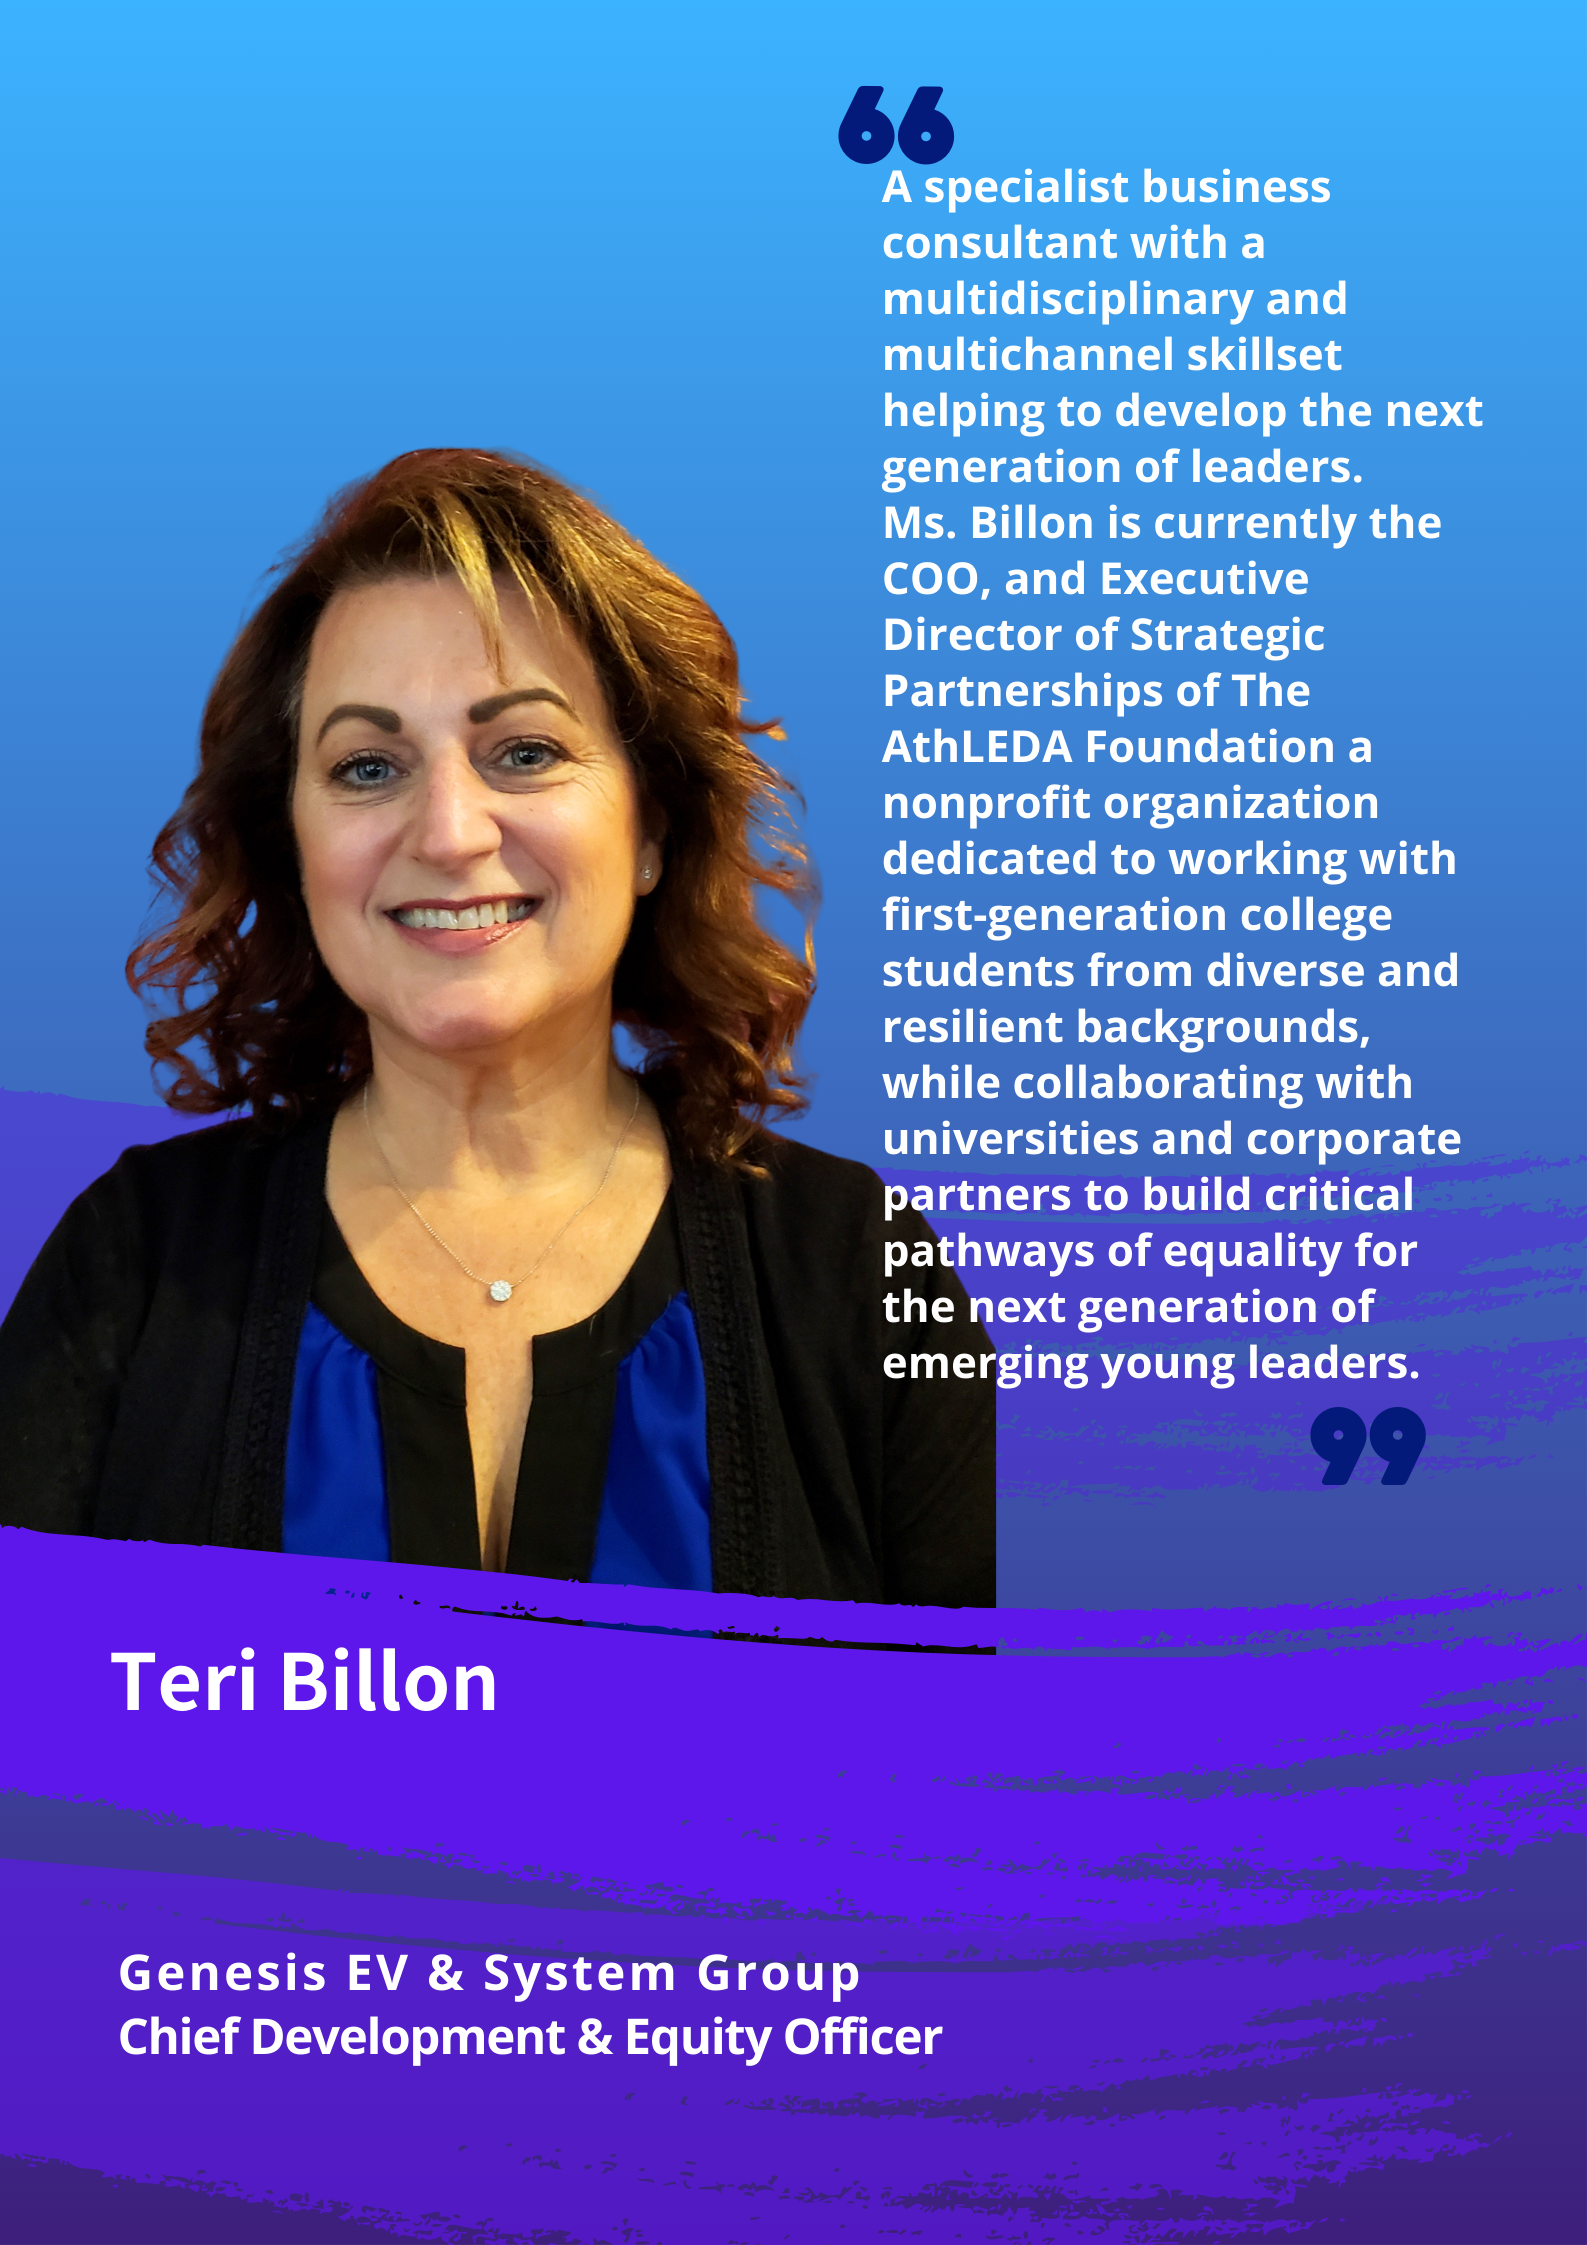 “
A specialist business
consultant with a
multidisciplinary and
multichannel skillset
helping to develop the next
generation of leaders.
Ms. Billon is currently the
COO, and Executive
Director of Strategic
Partnerships of The
AthLEDA Foundation a
nonprofit organization
dedicated to working with
first-generation college
students from diverse and
resilient backgrounds,
while collaborating with
universities and corporate
partners to build critical
pathways of equality for
the next generation of
emerging young leaders.
”
Teri Billon
Genesis EV & System Group
Chief Development & Equity Officer